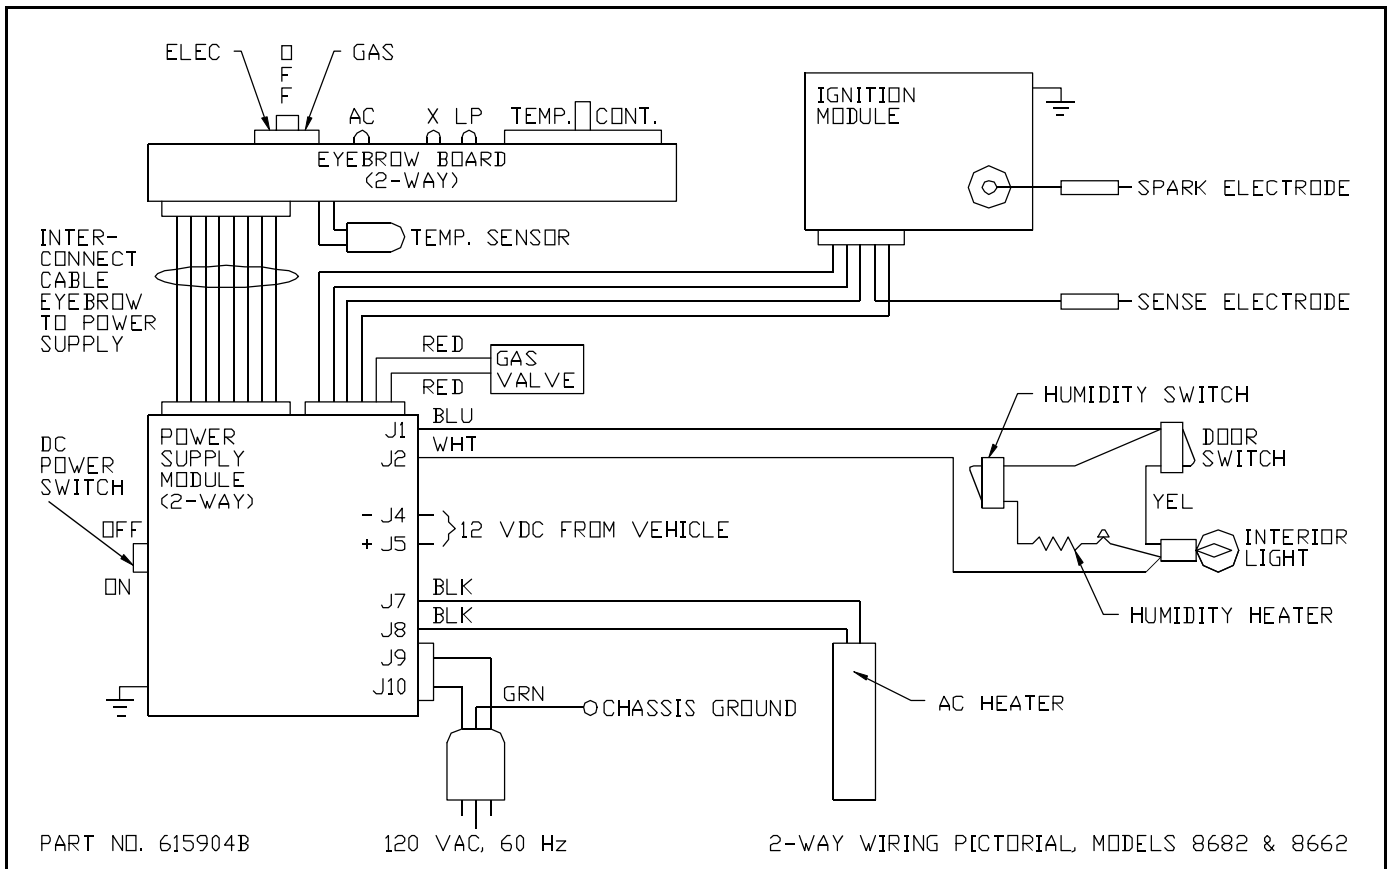 ELEC
OFF
GAS
AC
X
LP
TEMP. CONT.
EYEBROW BOARD
(2-WAY)
IGNITION
MODULE
SPARK ELECTRODE
TEMP. SENSOR
INTER-
CONNECT
CABLE
EYEBROW
TO POWER
SUPPLY
SENSE ELECTRODE
RED
GAS
VALVE
RED
HUMIDITY SWITCH
BLU
J1
WHT
J2
DOOR
SWITCH
DC
POWER
SWITCH
POWER
SUPPLY
MODULE
(2-WAY)
YEL
- J4
+ J5
12 VDC FROM VEHICLE
OFF
ON
INTERIOR
LIGHT
BLK
J7
BLK
J8
HUMIDITY HEATER
J9
J10
GRN
CHASSIS GROUND
AC HEATER
PART NO. 615904B
120 VAC, 60 Hz
2-WAY WIRING PICTORIAL, MODELS 8682 & 8662